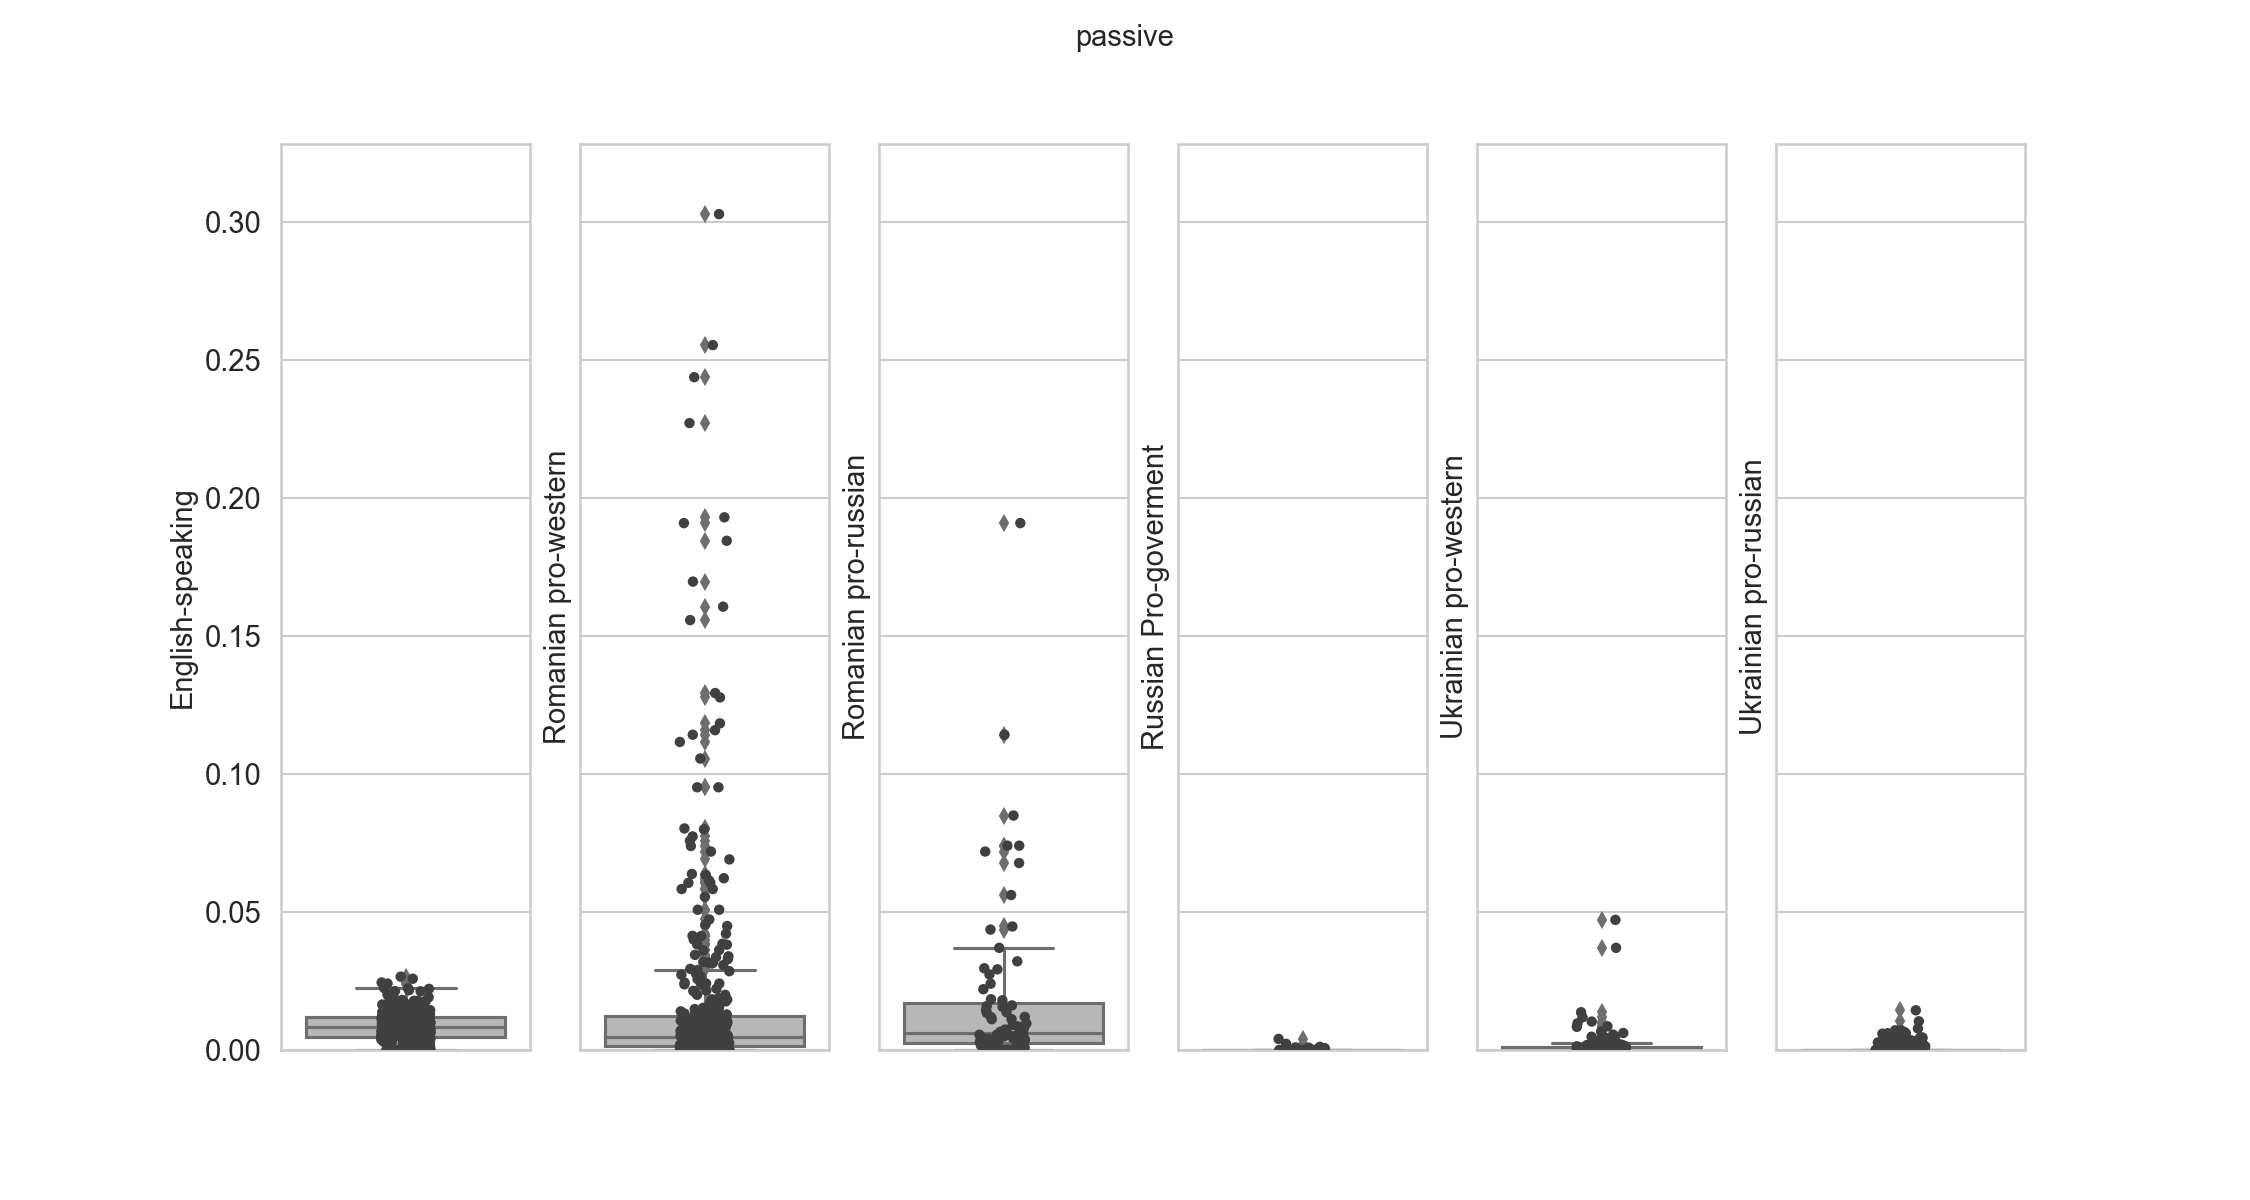 passive
0.30
0.25
0.20
0.15
0.10
0.05
0.00
English-speaking
Romanian pro-western
Romanian pro-russian
Russian Pro-goverment
Ukrainian pro-western
Ukrainian pro-russian